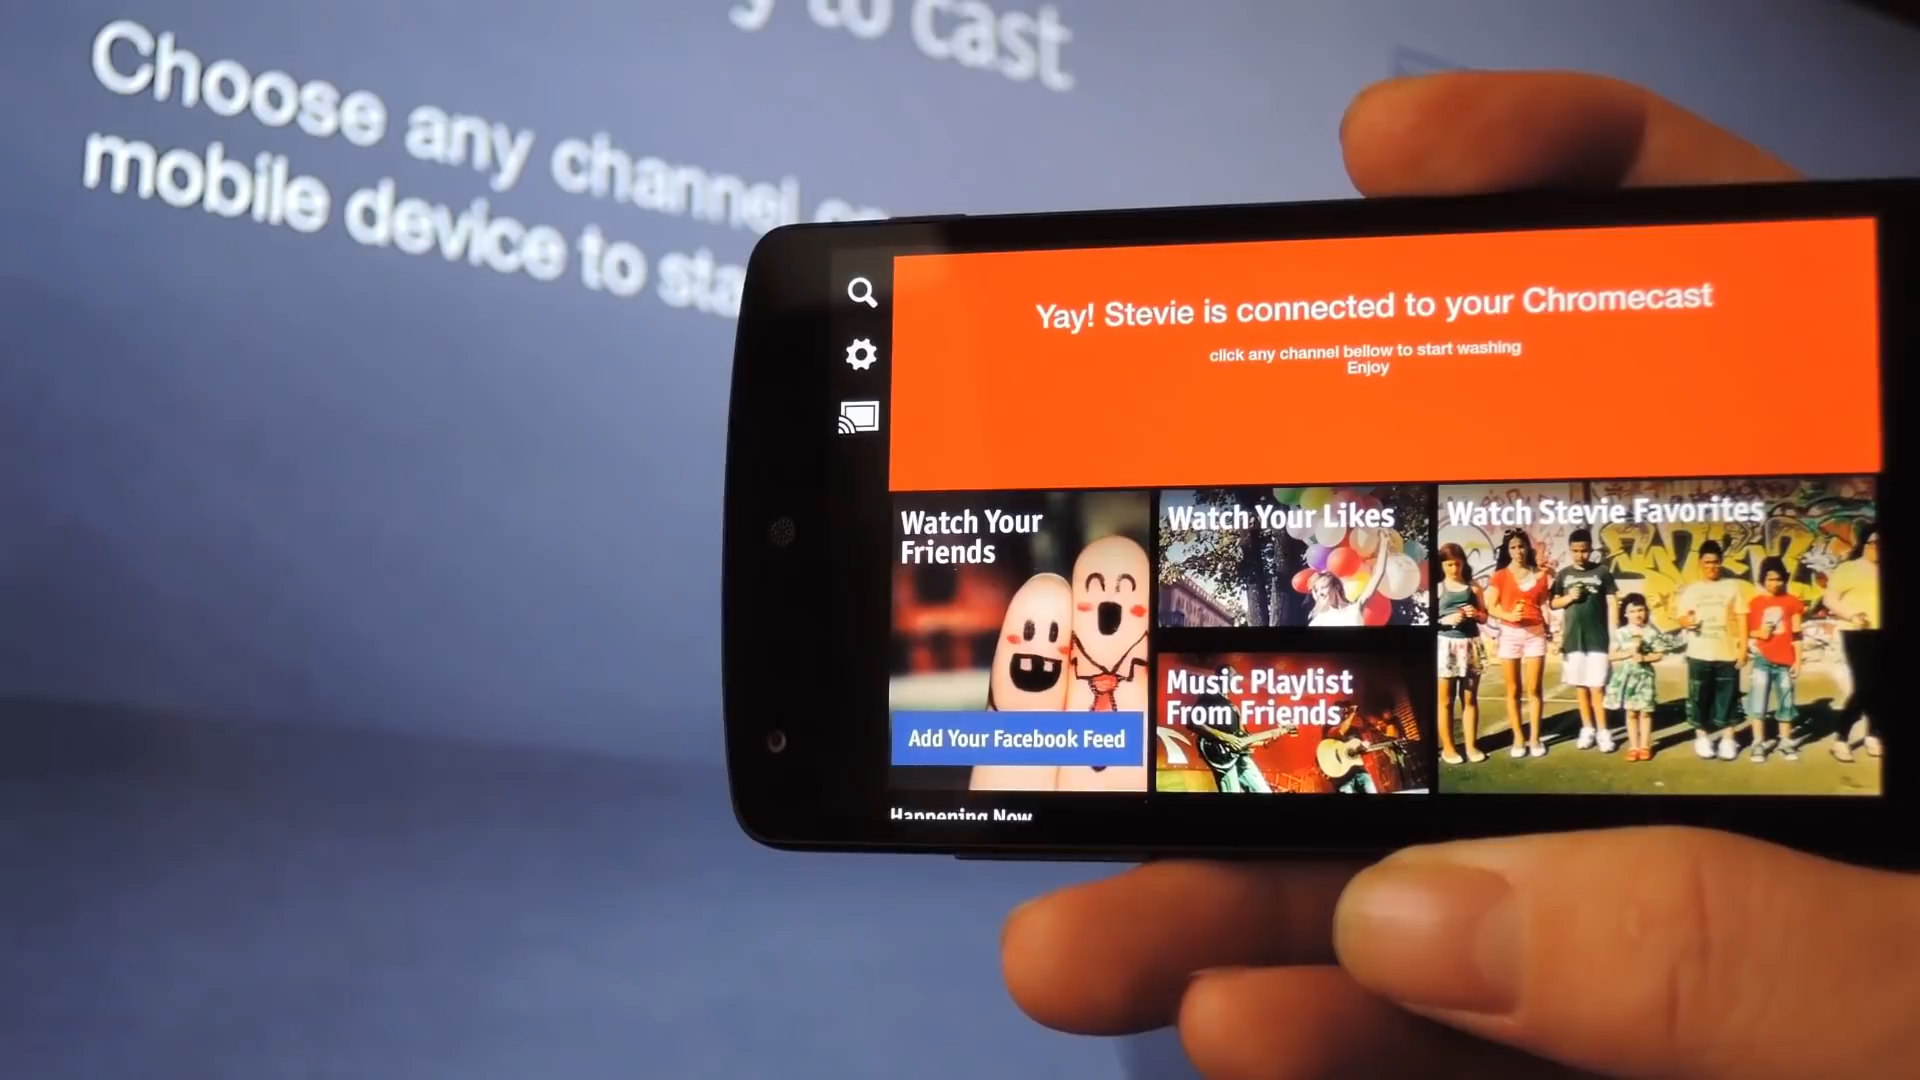 to cast
Choose any channel
mobile device to
Yay! Stevie is connected to your Chromecast
click any channel bellow to start washing
Enjoy
Watch Your
Friends
Add Your Facebook Feed
Watch Your Likes
Music Playlist
From Friends
Watch Stevie Favorites
Happening Now